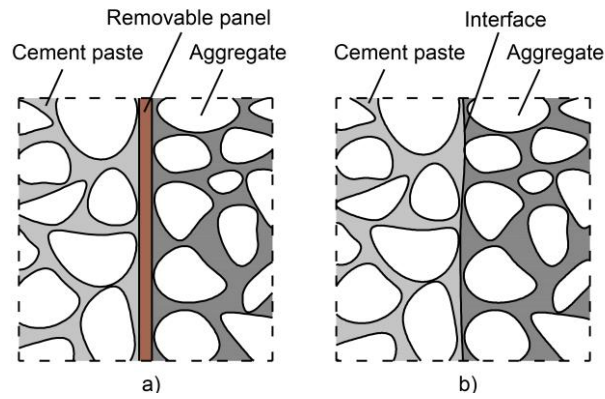 Removable panel
Cement paste
Aggregate
a)
Interface
Cement paste
Aggregate
b)